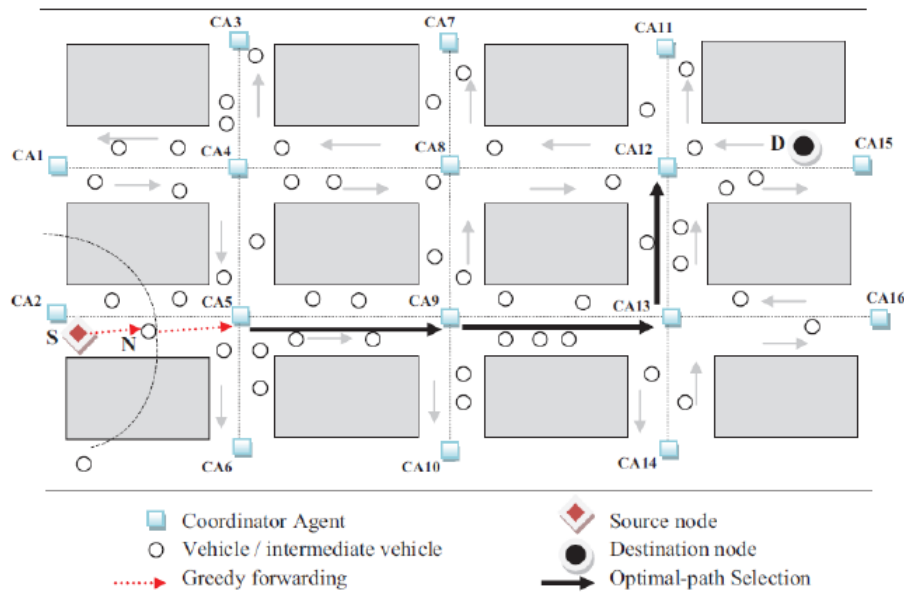 CA3 CA7 CA11
CA1 CA4 CA8 CA12 D CA15
CA2 CA5 CA9 CA13 CA16
S N
CA6 CA10 CA14
Coordinator Agent Source node
Vehicle / intermediate vehicle Destination node
Greedy forwarding Optimal-path Selection